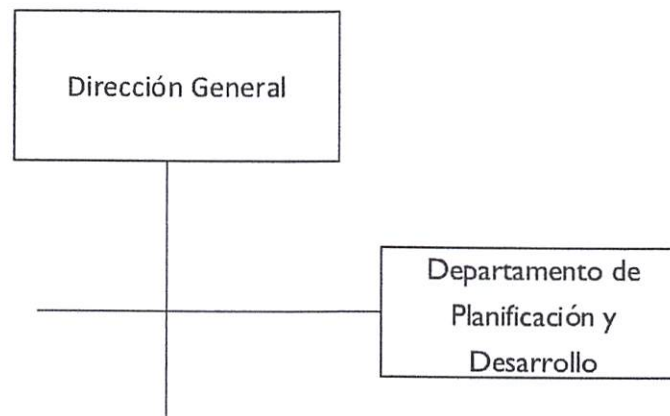 Dirección General
Departamento de
Planificación y
Desarrollo